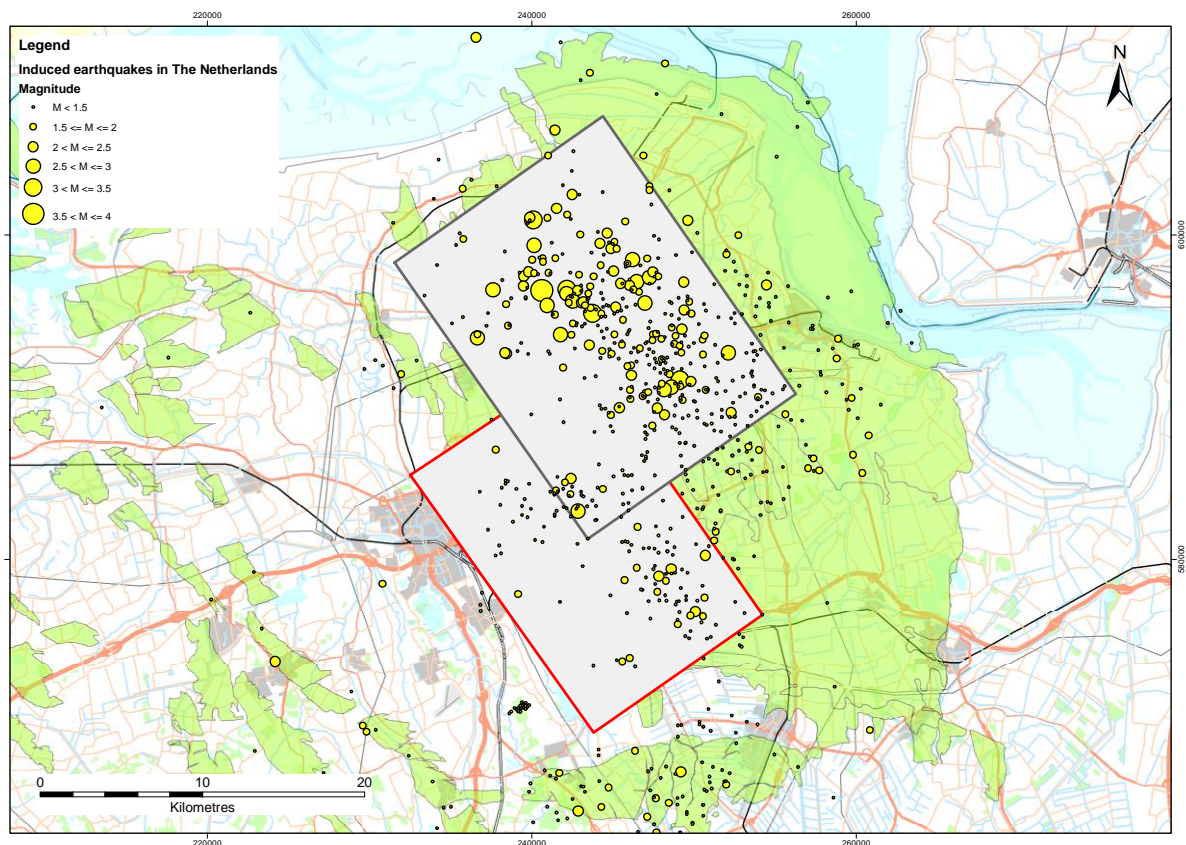 220000
240000
260000
Legend
Induced earthquakes in The Netherlands
Magnitude
M < 1.5
1.5 <= M <= 2
2 < M <= 2.5
2.5 < M <= 3
3 < M <= 3.5
3.5 < M <= 4
N
600000
580000
0
10
20
Kilometres
220000
240000
260000